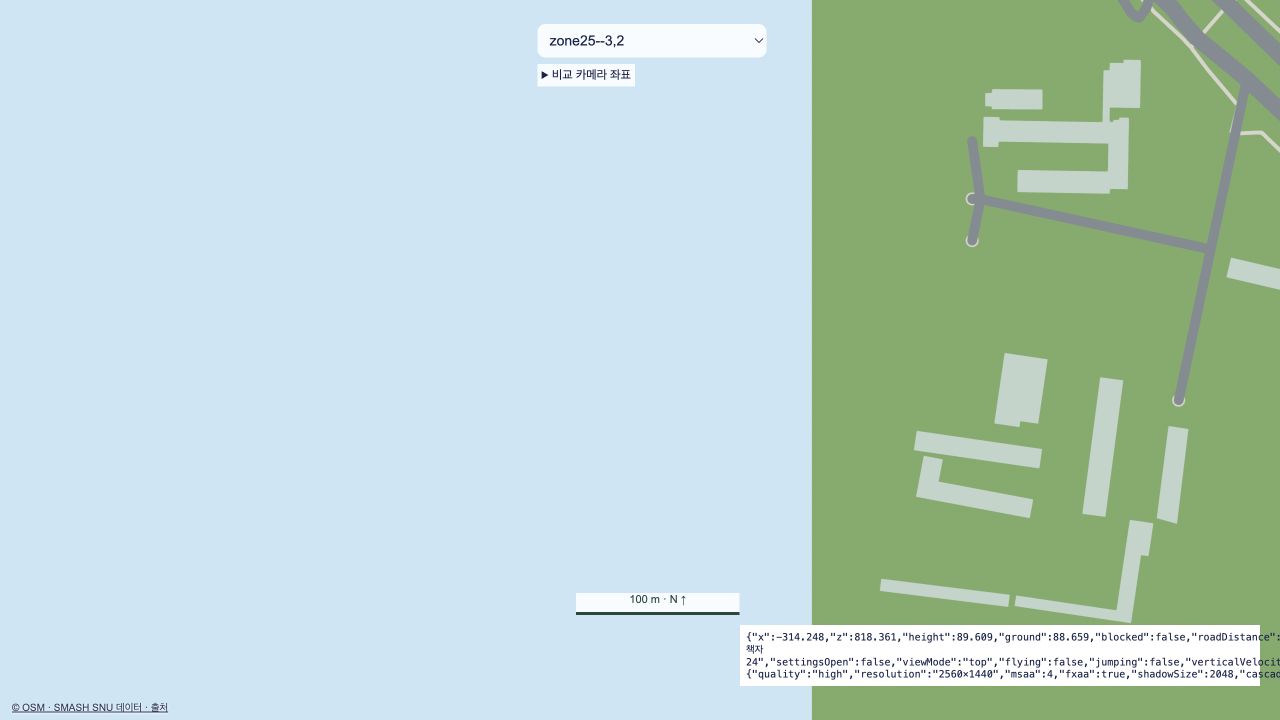 zone25--3,2
▶ 비교 카메라 좌표
100 m · N ↑
{"x":−314.248,"z":818.361,"height":89.609,"ground":88.659,"blocked":false,"roadDistance":
책자
24","settingsOpen":false,"viewMode":"top","flying":false,"jumping":false,"verticalVelocit
{"quality":"high","resolution":"2560×1440","msaa":4,"fxaa":true,"shadowSize":2048,"cascad
© OSM · SMASH SNU 데이터 · 출처